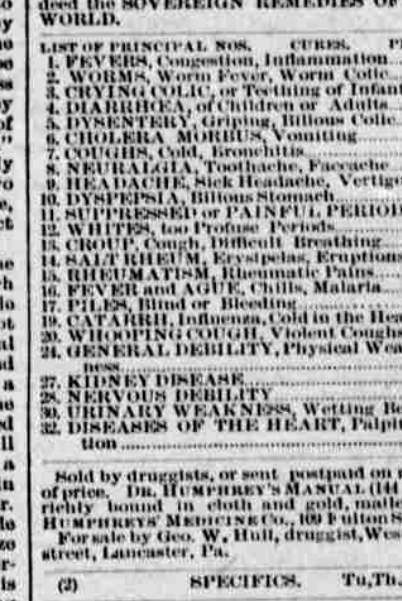 deed the SOVEREIGN REMEDIES OF
WORLD.
LIST OF PRINCIPAL NOS. CURES.
1. FEVERS, Congestion, Inflammation
2. WORMS, Worm Fever, Worm Colic
3. CRYING COLIC, or Teething of Infant
4. DIARRHŒA, of Children or Adults
5. DYSENTERY, Griping, Bilious Colic
6. CHOLERA MORBUS, Vomiting
7. COUGHS, Cold, Bronchitis
8. NEURALGIA, Toothache, Faceache
9. HEADACHE, Sick Headache, Vertigo
10. DYSPEPSIA, Bilious Stomach
11. SUPPRESSED or PAINFUL PERIOD
12. WHITES, too Profuse Periods
13. CROUP, Cough, Difficult Breathing
14. SALT RHEUM, Erysipelas, Eruptions
15. RHEUMATISM, Rheumatic Pains
16. FEVER and AGUE, Chills, Malaria
17. PILES, Blind or Bleeding
19. CATARRH, Influenza, Cold in the Hea
20. WHOOPING COUGH, Violent Coughs
24. GENERAL DEBILITY, Physical Wea
ness
27. KIDNEY DISEASE
28. NERVOUS DEBILITY
30. URINARY WEAKNESS, Wetting Be
32. DISEASES OF THE HEART, Palpit
tion
Sold by druggists, or sent postpaid on
of price. DR. HUMPHREY'S MANUAL (144
richly bound in cloth and gold, maile
HUMPHREYS' MEDICINE CO., 109 Fulton S
For sale by Geo. W. Hull, druggist, Wes
street, Lancaster, Pa.
(2) SPECIFICS. Tu,Th.